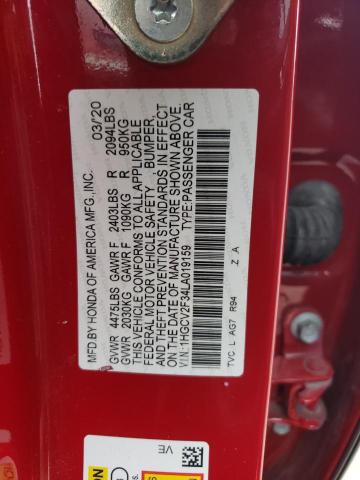 MFD BY HONDA OF AMERICA MFG.,INC. 03/20
GVWR 4475LBS GAWR F 2403LBS R 2094LBS
GVWR 2030KG GAWR F 1090KG R 950KG
THIS VEHICLE CONFORMS TO ALL APPLICABLE
FEDERAL MOTOR VEHICLE SAFETY, BUMPER,
AND THEFT PREVENTION STANDARDS IN EFFECT
ON THE DATE OF MANUFACTURE SHOWN ABOVE.
V I N:1HGCV2F34LA019159 TYPE:PASSENGER CAR
Z A
TVC L AG7 R94
VE